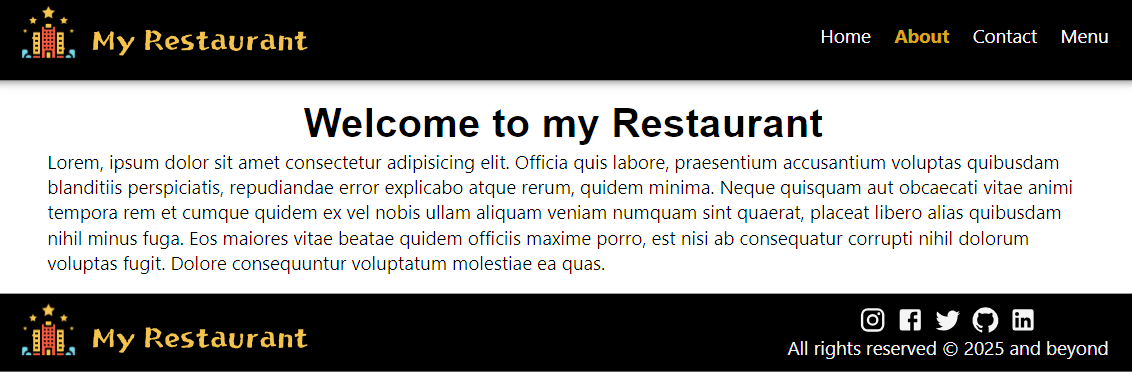 My Restaurant
Home About Contact Menu
Welcome to my Restaurant
Lorem, ipsum dolor sit amet consectetur adipisicing elit. Officia quis labore, praesentium accusantium voluptas quibusdam
blanditiis perspiciatis, repudiandae error explicabo atque rerum, quidem minima. Neque quisquam aut obcaecati vitae animi
tempora rem et cumque quidem ex vel nobis ullam aliquam veniam numquam sint quaerat, placeat libero alias quibusdam
nihil minus fuga. Eos maiores vitae beatae quidem officiis maxime porro, est nisi ab consequatur corrupti nihil dolorum
voluptas fugit. Dolore consequuntur voluptatum molestiae ea quas.
My Restaurant
All rights reserved © 2025 and beyond